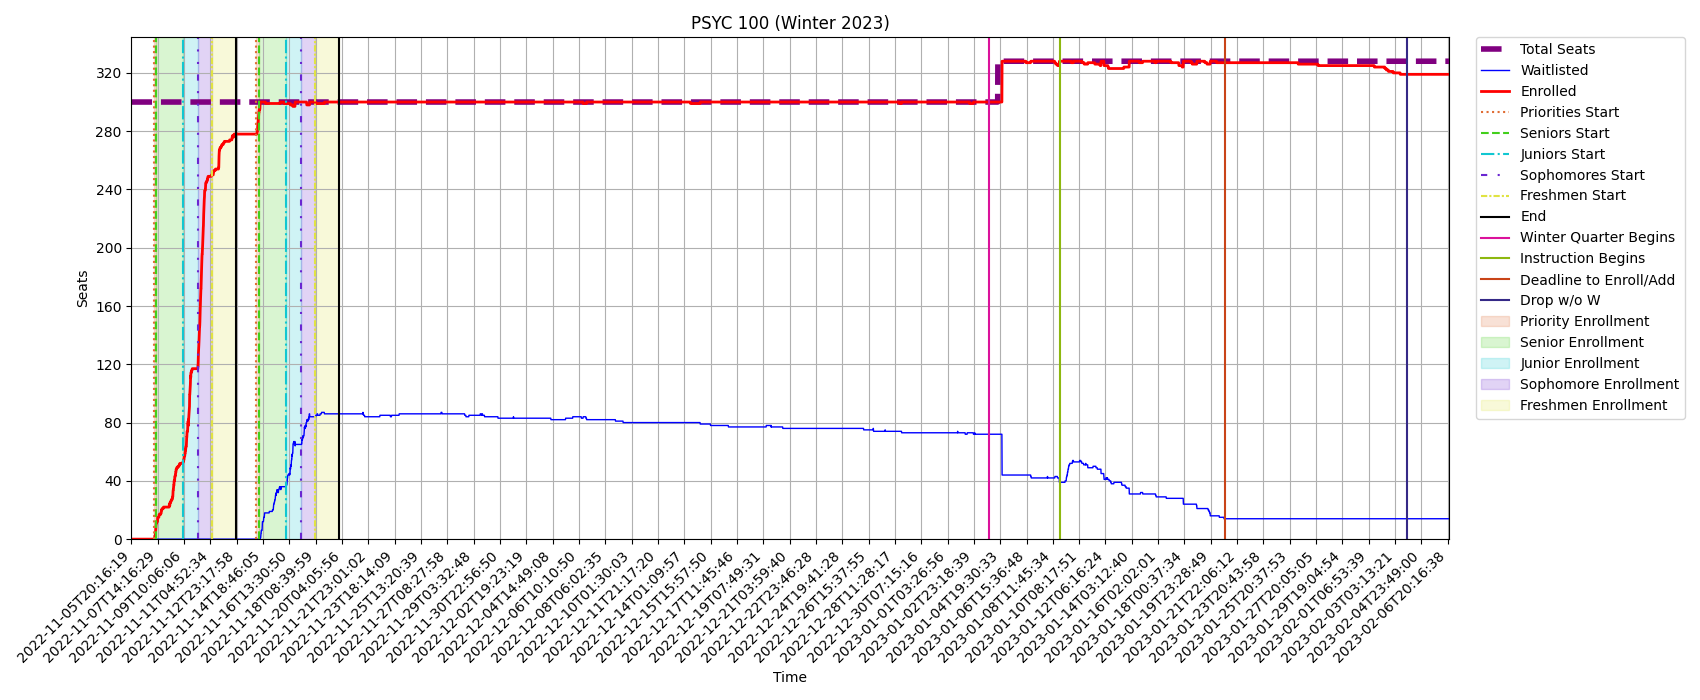 PSYC 100 (Winter 2023)
Seats
320
280
240
200
160
120
80
40
0
2022-11-05T20:16:19
2022-11-07T14:16:29
2022-11-09T10:06:06
2022-11-11T04:52:34
2022-11-12T23:17:58
2022-11-14T18:46:05
2022-11-16T13:30:50
2022-11-18T08:39:59
2022-11-20T04:05:56
2022-11-21T23:01:02
2022-11-23T18:14:09
2022-11-25T13:20:39
2022-11-27T08:27:58
2022-11-29T03:32:48
2022-11-30T22:56:50
2022-12-02T19:23:19
2022-12-04T14:49:08
2022-12-06T10:10:50
2022-12-08T06:02:35
2022-12-10T01:30:03
2022-12-11T21:17:20
2022-12-14T01:09:57
2022-12-15T15:57:50
2022-12-17T11:45:46
2022-12-19T07:49:31
2022-12-21T03:59:40
2022-12-22T23:46:28
2022-12-24T19:41:28
2022-12-26T15:37:55
2022-12-28T11:28:17
2022-12-30T07:15:16
2023-01-01T03:26:56
2023-01-02T23:18:39
2023-01-04T19:30:33
2023-01-06T15:36:48
2023-01-08T11:45:34
2023-01-10T08:17:51
2023-01-12T06:16:24
2023-01-14T03:12:40
2023-01-16T02:02:01
2023-01-18T00:37:34
2023-01-19T23:28:49
2023-01-21T22:06:12
2023-01-23T20:43:58
2023-01-25T20:37:53
2023-01-27T20:05:05
2023-01-29T19:04:54
2023-02-01T06:53:39
2023-02-03T03:13:21
2023-02-04T23:49:00
2023-02-06T20:16:38
Time
Total Seats
Waitlisted
Enrolled
Priorities Start
Seniors Start
Juniors Start
Sophomores Start
Freshmen Start
End
Winter Quarter Begins
Instruction Begins
Deadline to Enroll/Add
Drop w/o W
Priority Enrollment
Senior Enrollment
Junior Enrollment
Sophomore Enrollment
Freshmen Enrollment